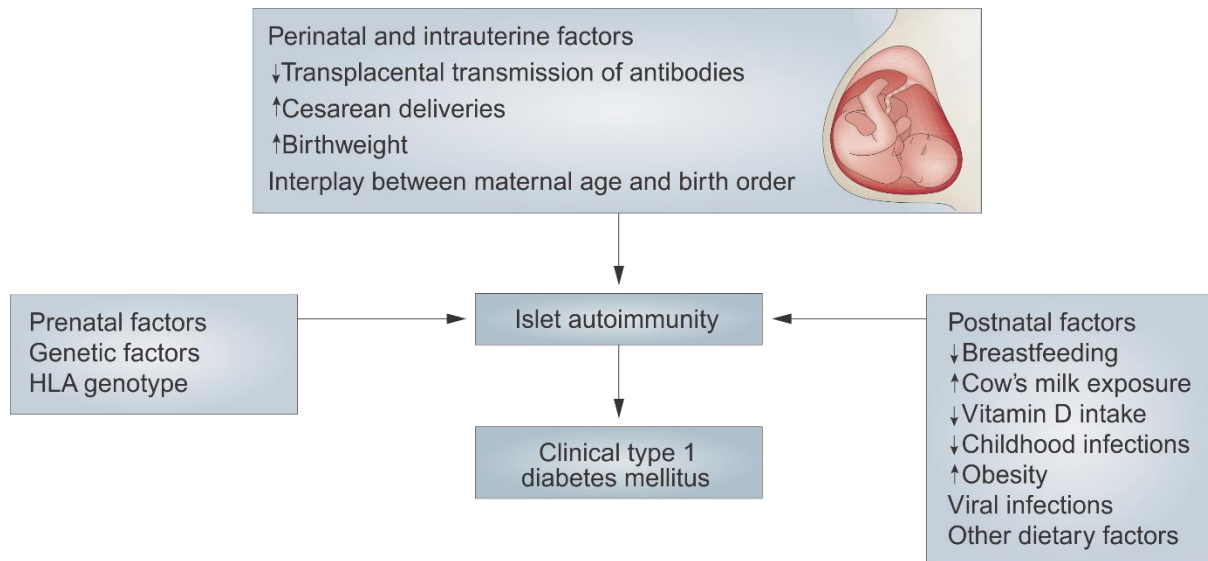 Perinatal and intrauterine factors
↓Transplacental transmission of antibodies
↑Cesarean deliveries
↑Birthweight
Interplay between maternal age and birth order
Prenatal factors
Genetic factors
HLA genotype
Islet autoimmunity
Clinical type 1
diabetes mellitus
Postnatal factors
↓Breastfeeding
↑Cow's milk exposure
↓Vitamin D intake
↓Childhood infections
↑Obesity
Viral infections
Other dietary factors